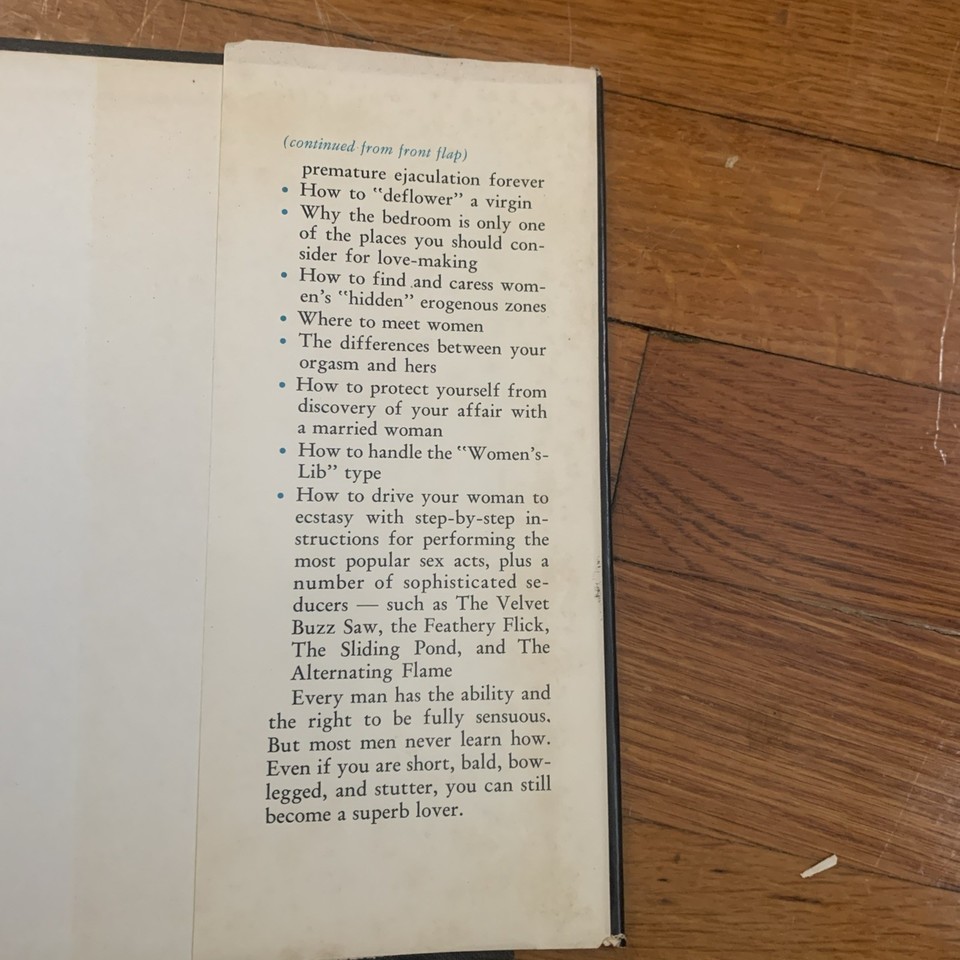 (continued from front flap)
premature ejaculation forever
• How to "deflower" a virgin
• Why the bedroom is only one
of the places you should con-
sider for love-making
• How to find and caress wom-
en's "hidden" erogenous zones
• Where to meet women
• The differences between your
orgasm and hers
• How to protect yourself from
discovery of your affair with
a married woman
• How to handle the "Women's-
Lib" type
• How to drive your woman to
ecstasy with step-by-step in-
structions for performing the
most popular sex acts, plus a
number of sophisticated se-
ducers — such as The Velvet
Buzz Saw, the Feathery Flick,
The Sliding Pond, and The
Alternating Flame
Every man has the ability and
the right to be fully sensuous.
But most men never learn how.
Even if you are short, bald, bow-
legged, and stutter, you can still
become a superb lover.